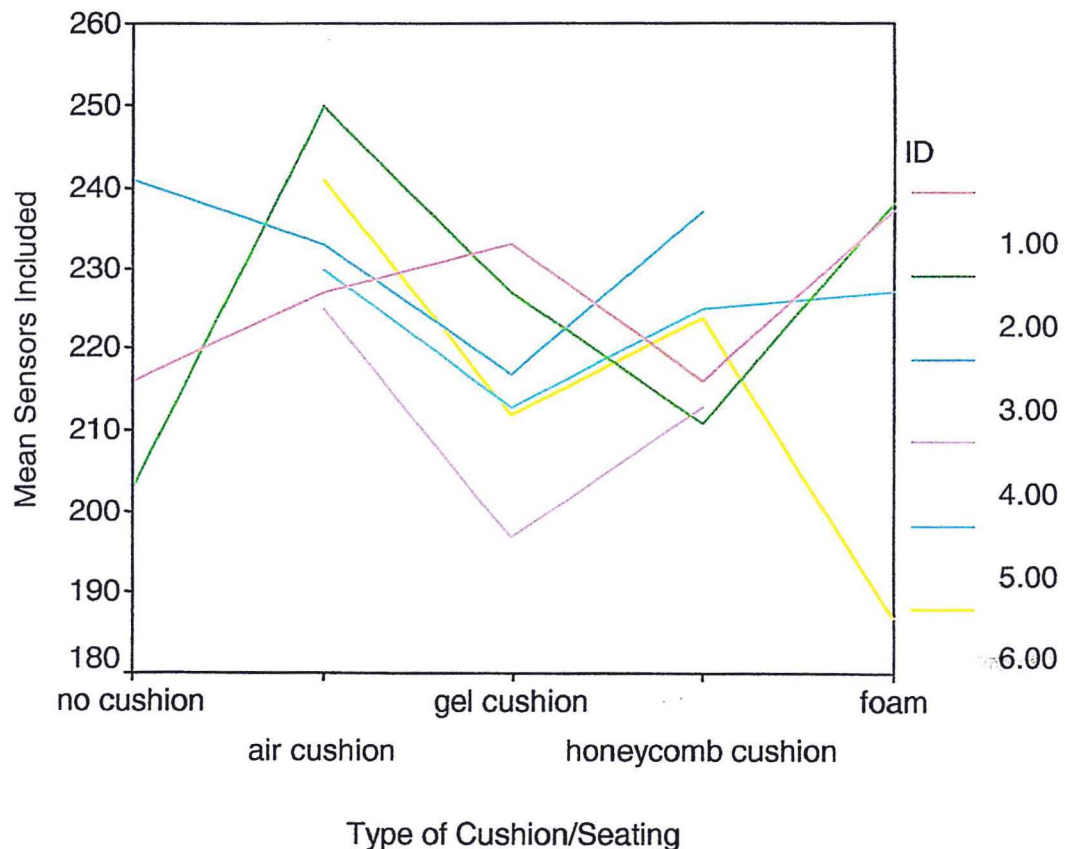 260
250
240
230
220
210
200
190
180
Mean Sensors Included
no cushion
air cushion
gel cushion
honeycomb cushion
foam
Type of Cushion/Seating
ID
1.00
2.00
3.00
4.00
5.00
6.00